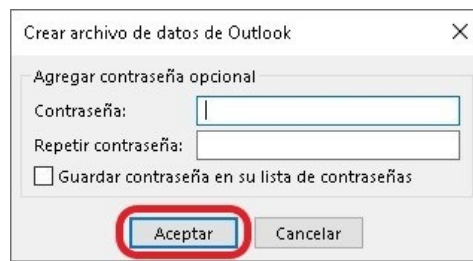 Crear archivo de datos de Outlook
Agregar contraseña opcional
Contraseña:
Repetir contraseña:
Guardar contraseña en su lista de contraseñas
Aceptar
Cancelar